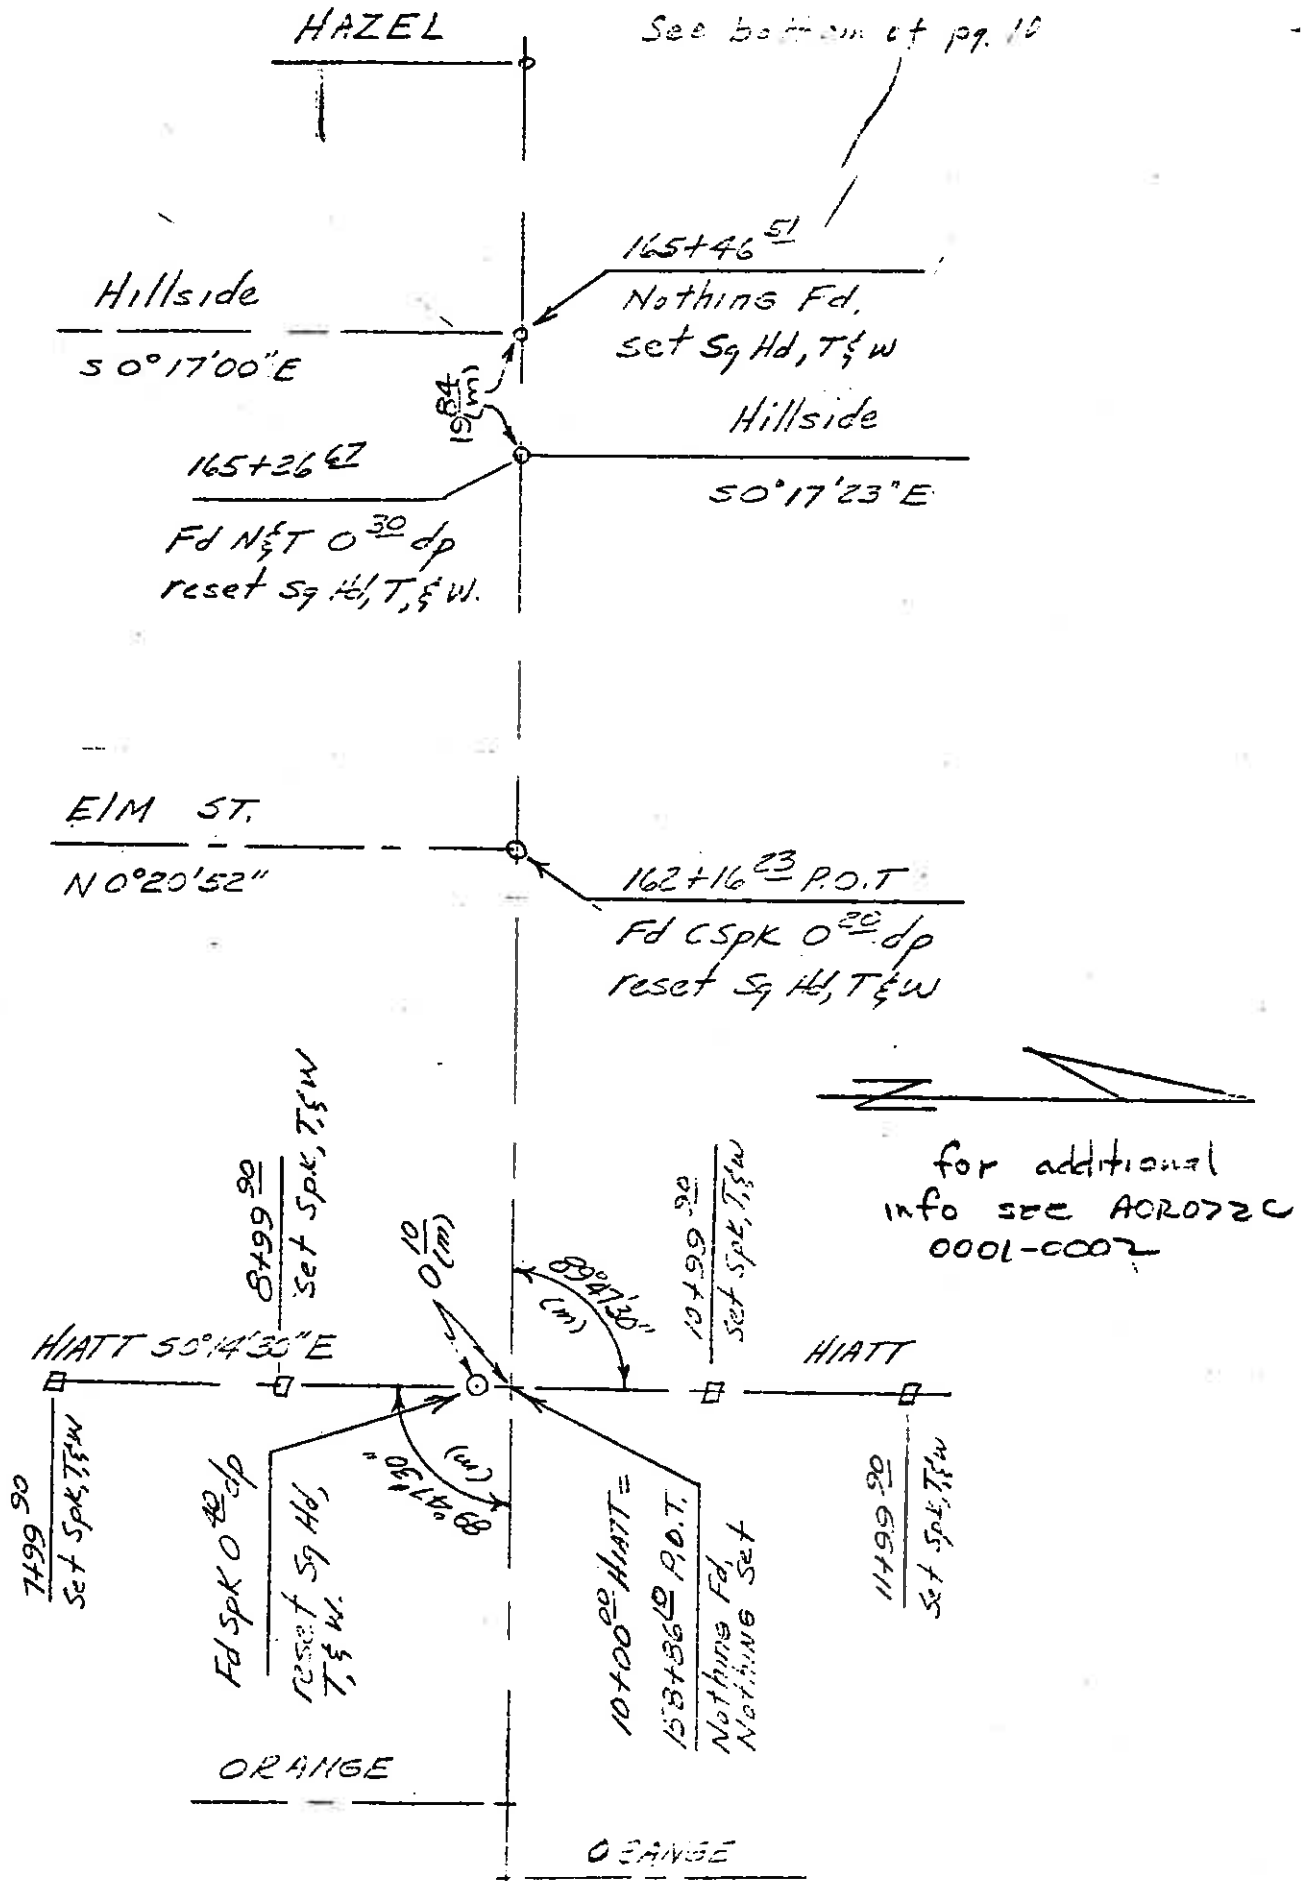 HAZEL
See bottom of pg. 10
165+46 51
Nothing Fd.
set Sq Hd, T, & W
Hillside
S 0°17'00"E
19 84 (m)
Hillside
S 0°17'23"E
165+26 67
Fd N&T 0 30 dp
reset Sq Hd, T, & W.
ELM ST.
N 0°20'52"
162+16 23 P.O.T
Fd CSpk 0 20 dp
reset Sq Hd, T & W
N
for additional
info see
0001-0002
8+99 90
Set Spk, T, & W
0 10 (m)
89°47'30"
(m)
10+99 90
Set Spk, T, & W
HIATT S 0°14'30"E
HIATT
7+99 90
Set Spk, T, & W
Fd Spk 0 40 dp
reset Sq Hd,
T, & W.
89°47'30"
(m)
10+00 00 HIATT =
158+86 10 P.O.T.
Nothing Fd,
Nothing Set
11+99 90
Set Spk, T, & W
ORANGE
ORANGE